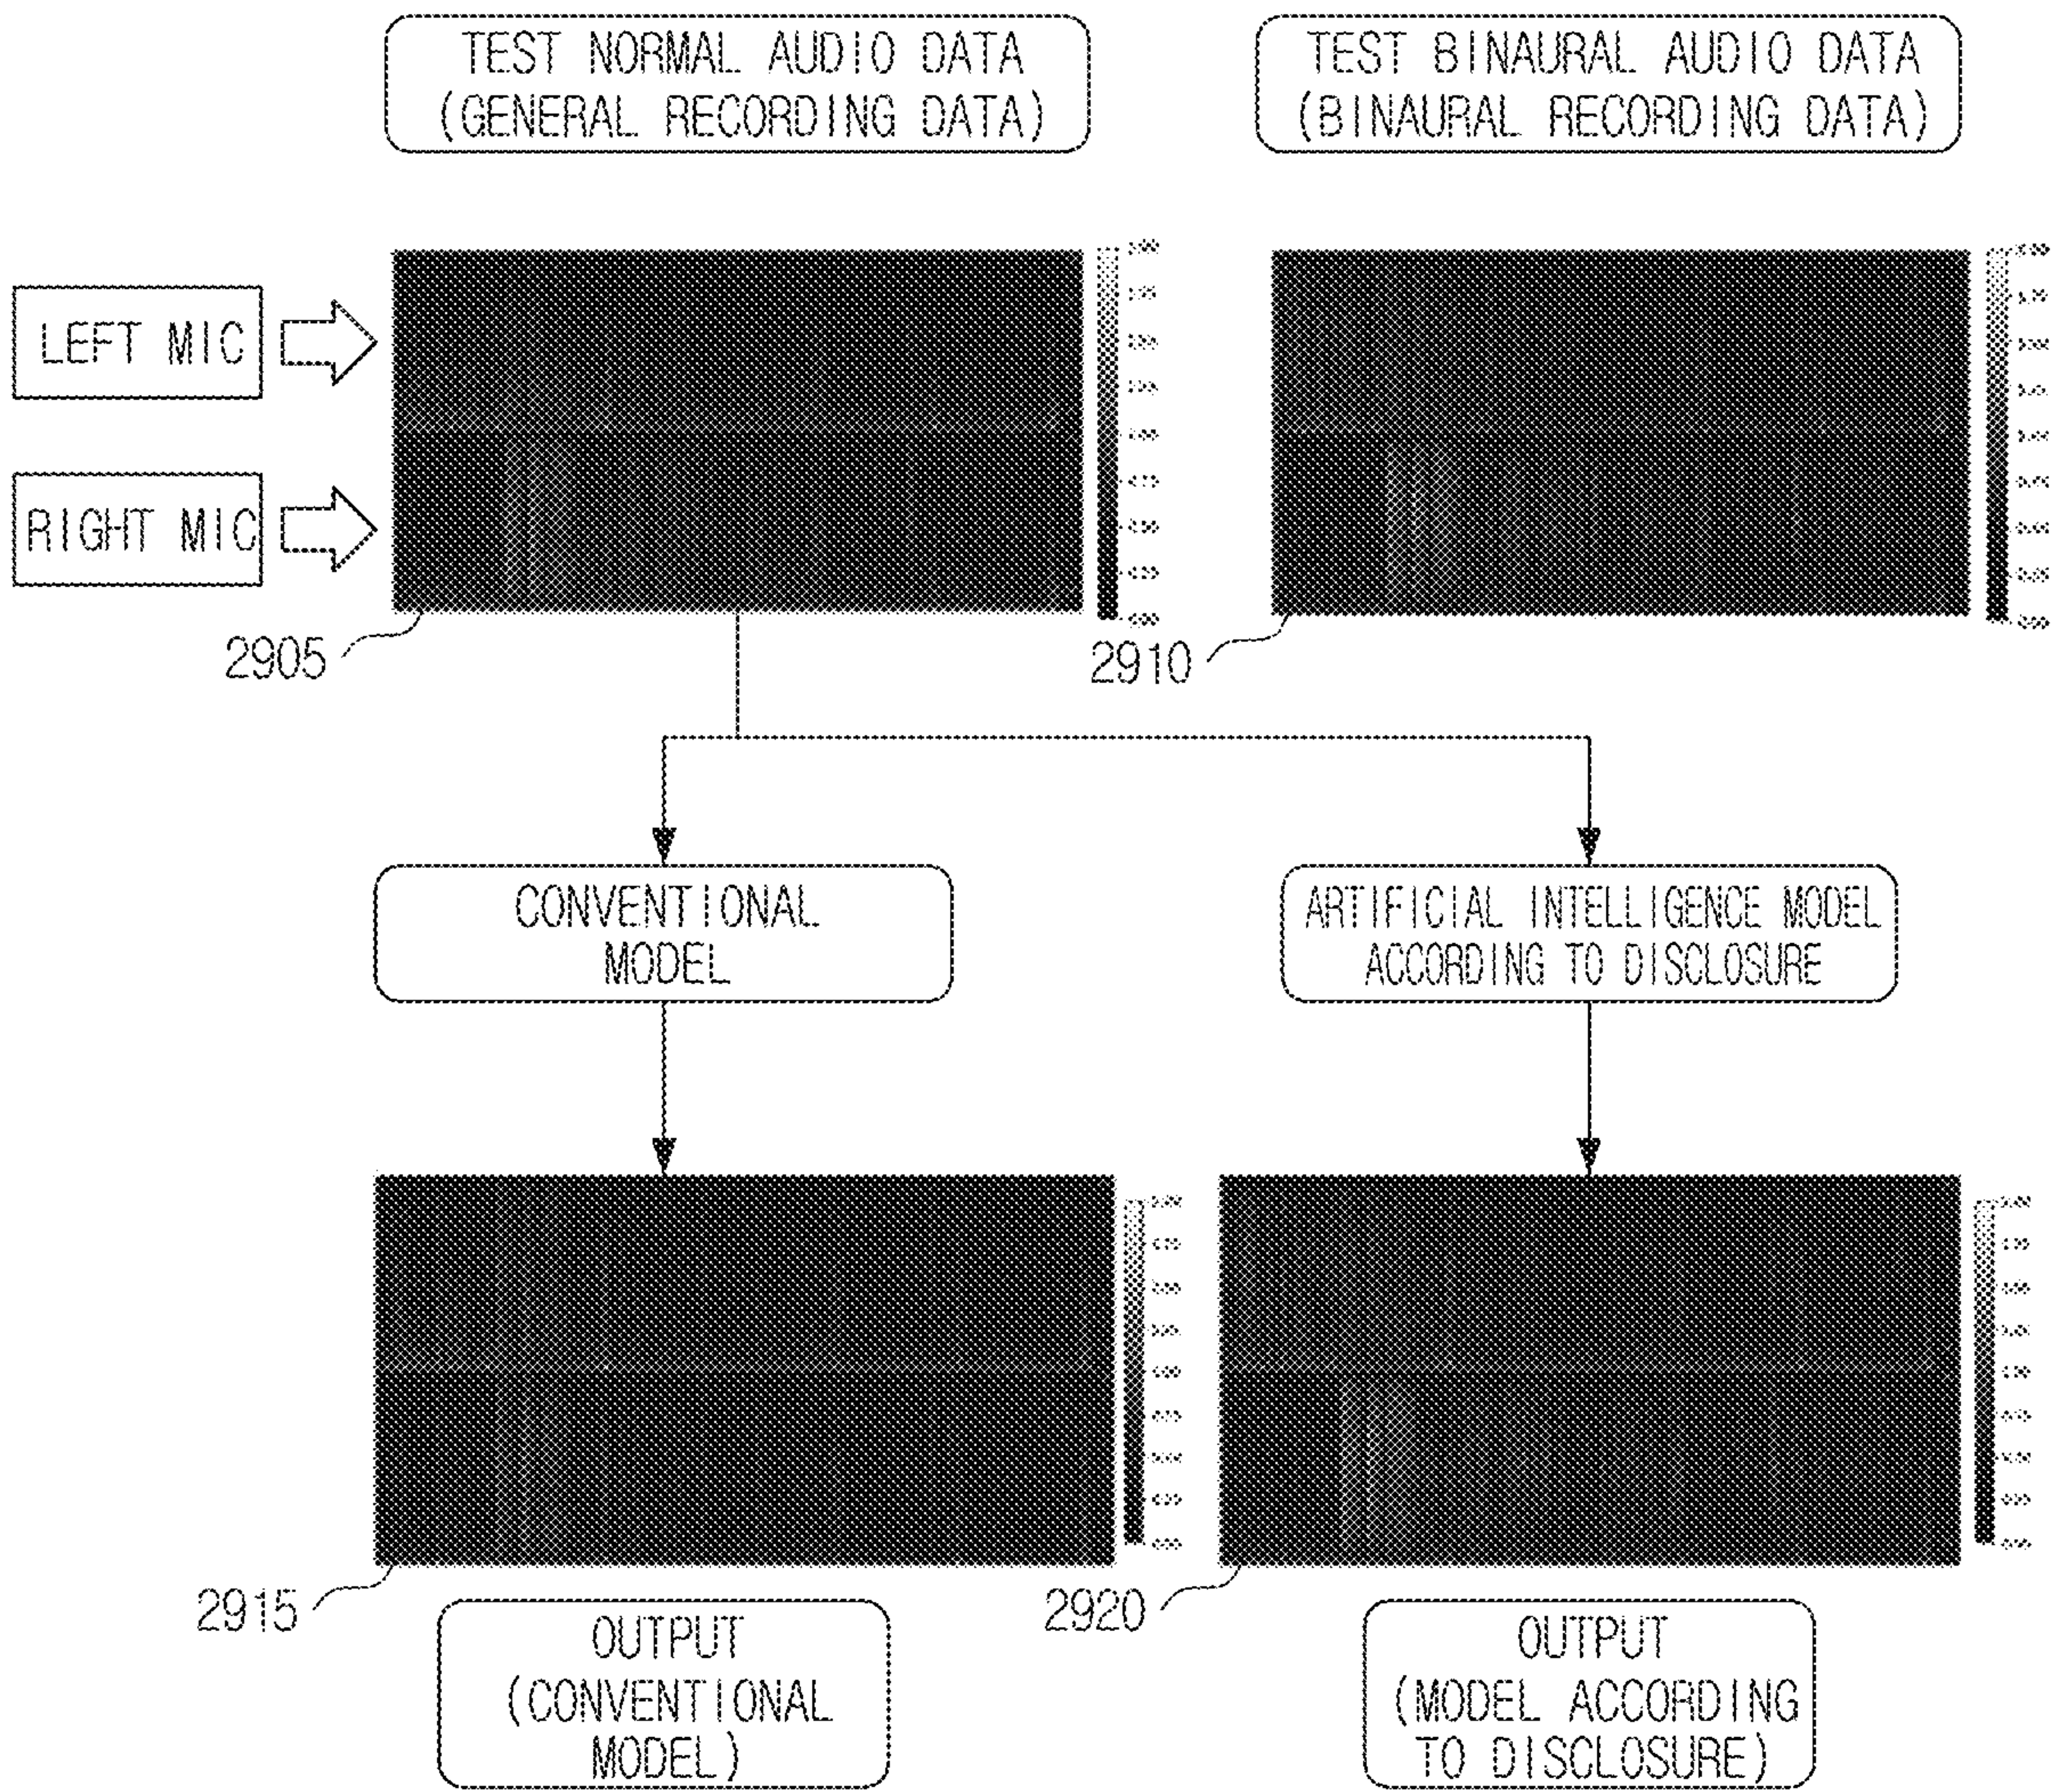 TEST NORMAL AUDIO DATA
(GENERAL RECORDING DATA)
TEST BINAURAL AUDIO DATA
(BINAURAL RECORDING DATA)
LEFT MIC
RIGHT MIC
2905
2910
CONVENTIONAL
MODEL
ARTIFICIAL INTELLIGENCE MODEL
ACCORDING TO DISCLOSURE
2915
2920
OUTPUT
(CONVENTIONAL
MODEL)
OUTPUT
(MODEL ACCORDING
TO DISCLOSURE)